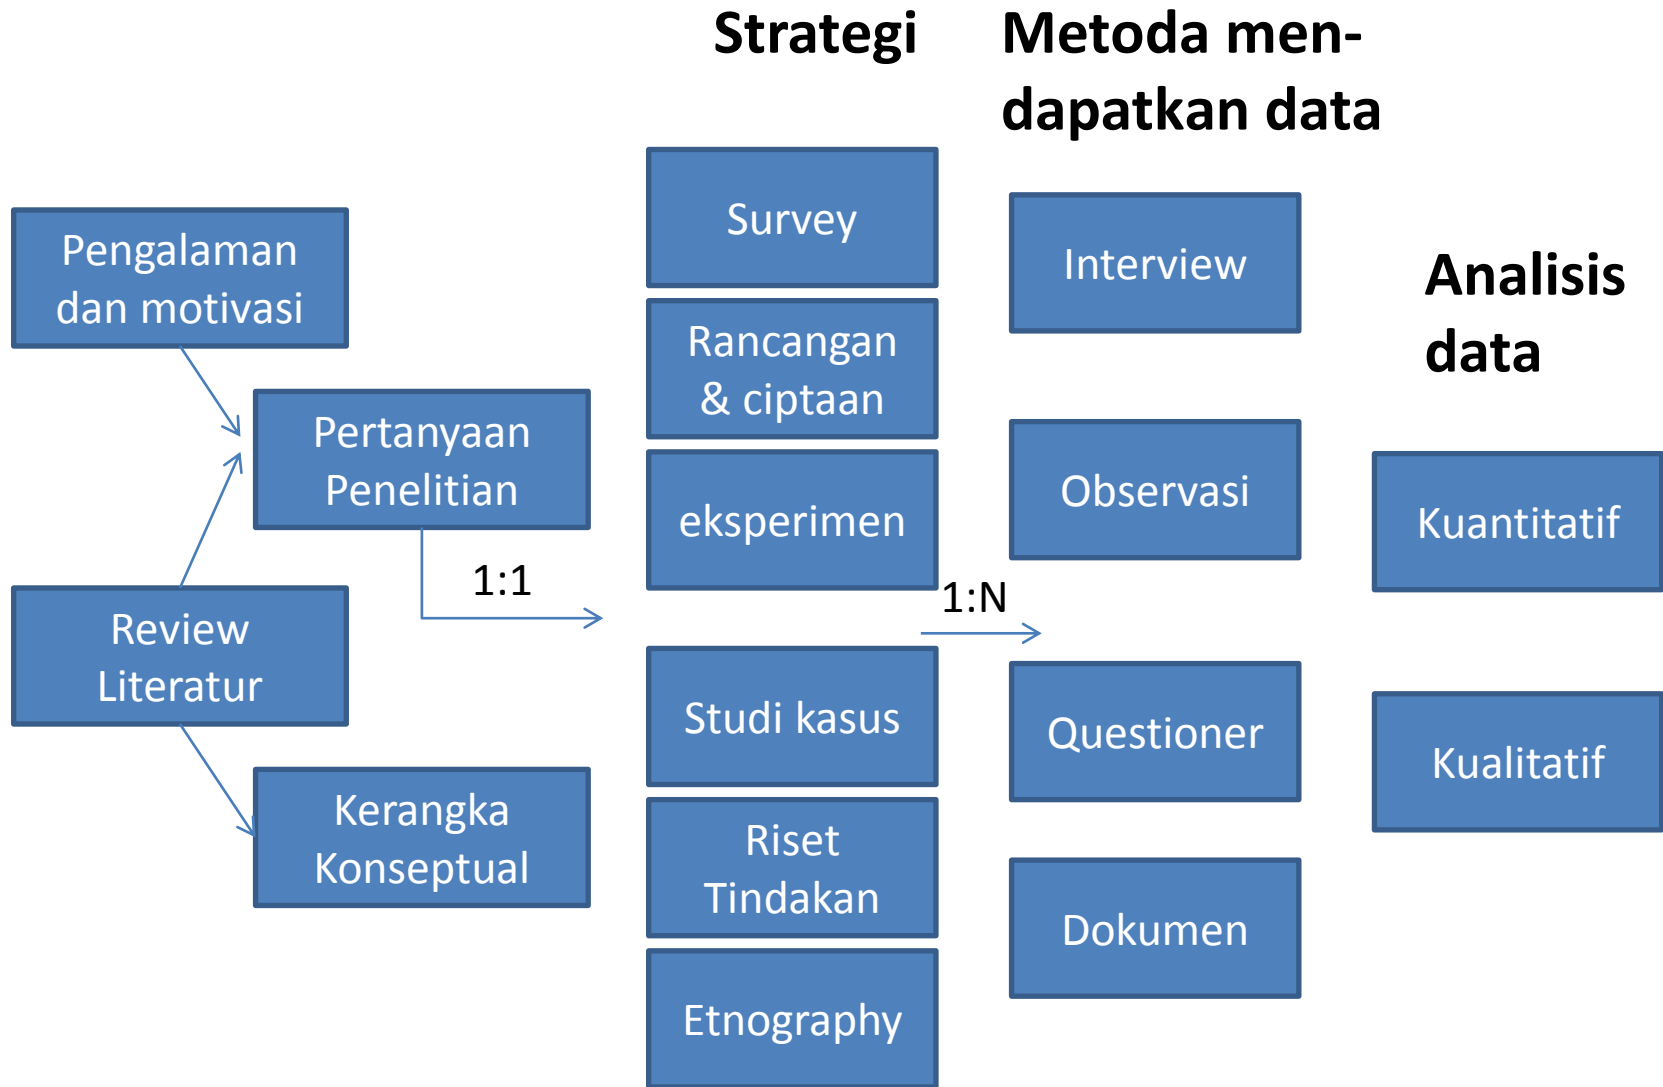 Strategi
Metoda men-
dapatkan data
Analisis
data
Pengalaman
dan motivasi
Pertanyaan
Penelitian
Review
Literatur
Kerangka
Konseptual
1:1
Survey
Rancangan
& ciptaan
eksperimen
Studi kasus
Riset
Tindakan
Etnography
1:N
Interview
Observasi
Questioner
Dokumen
Kuantitatif
Kualitatif